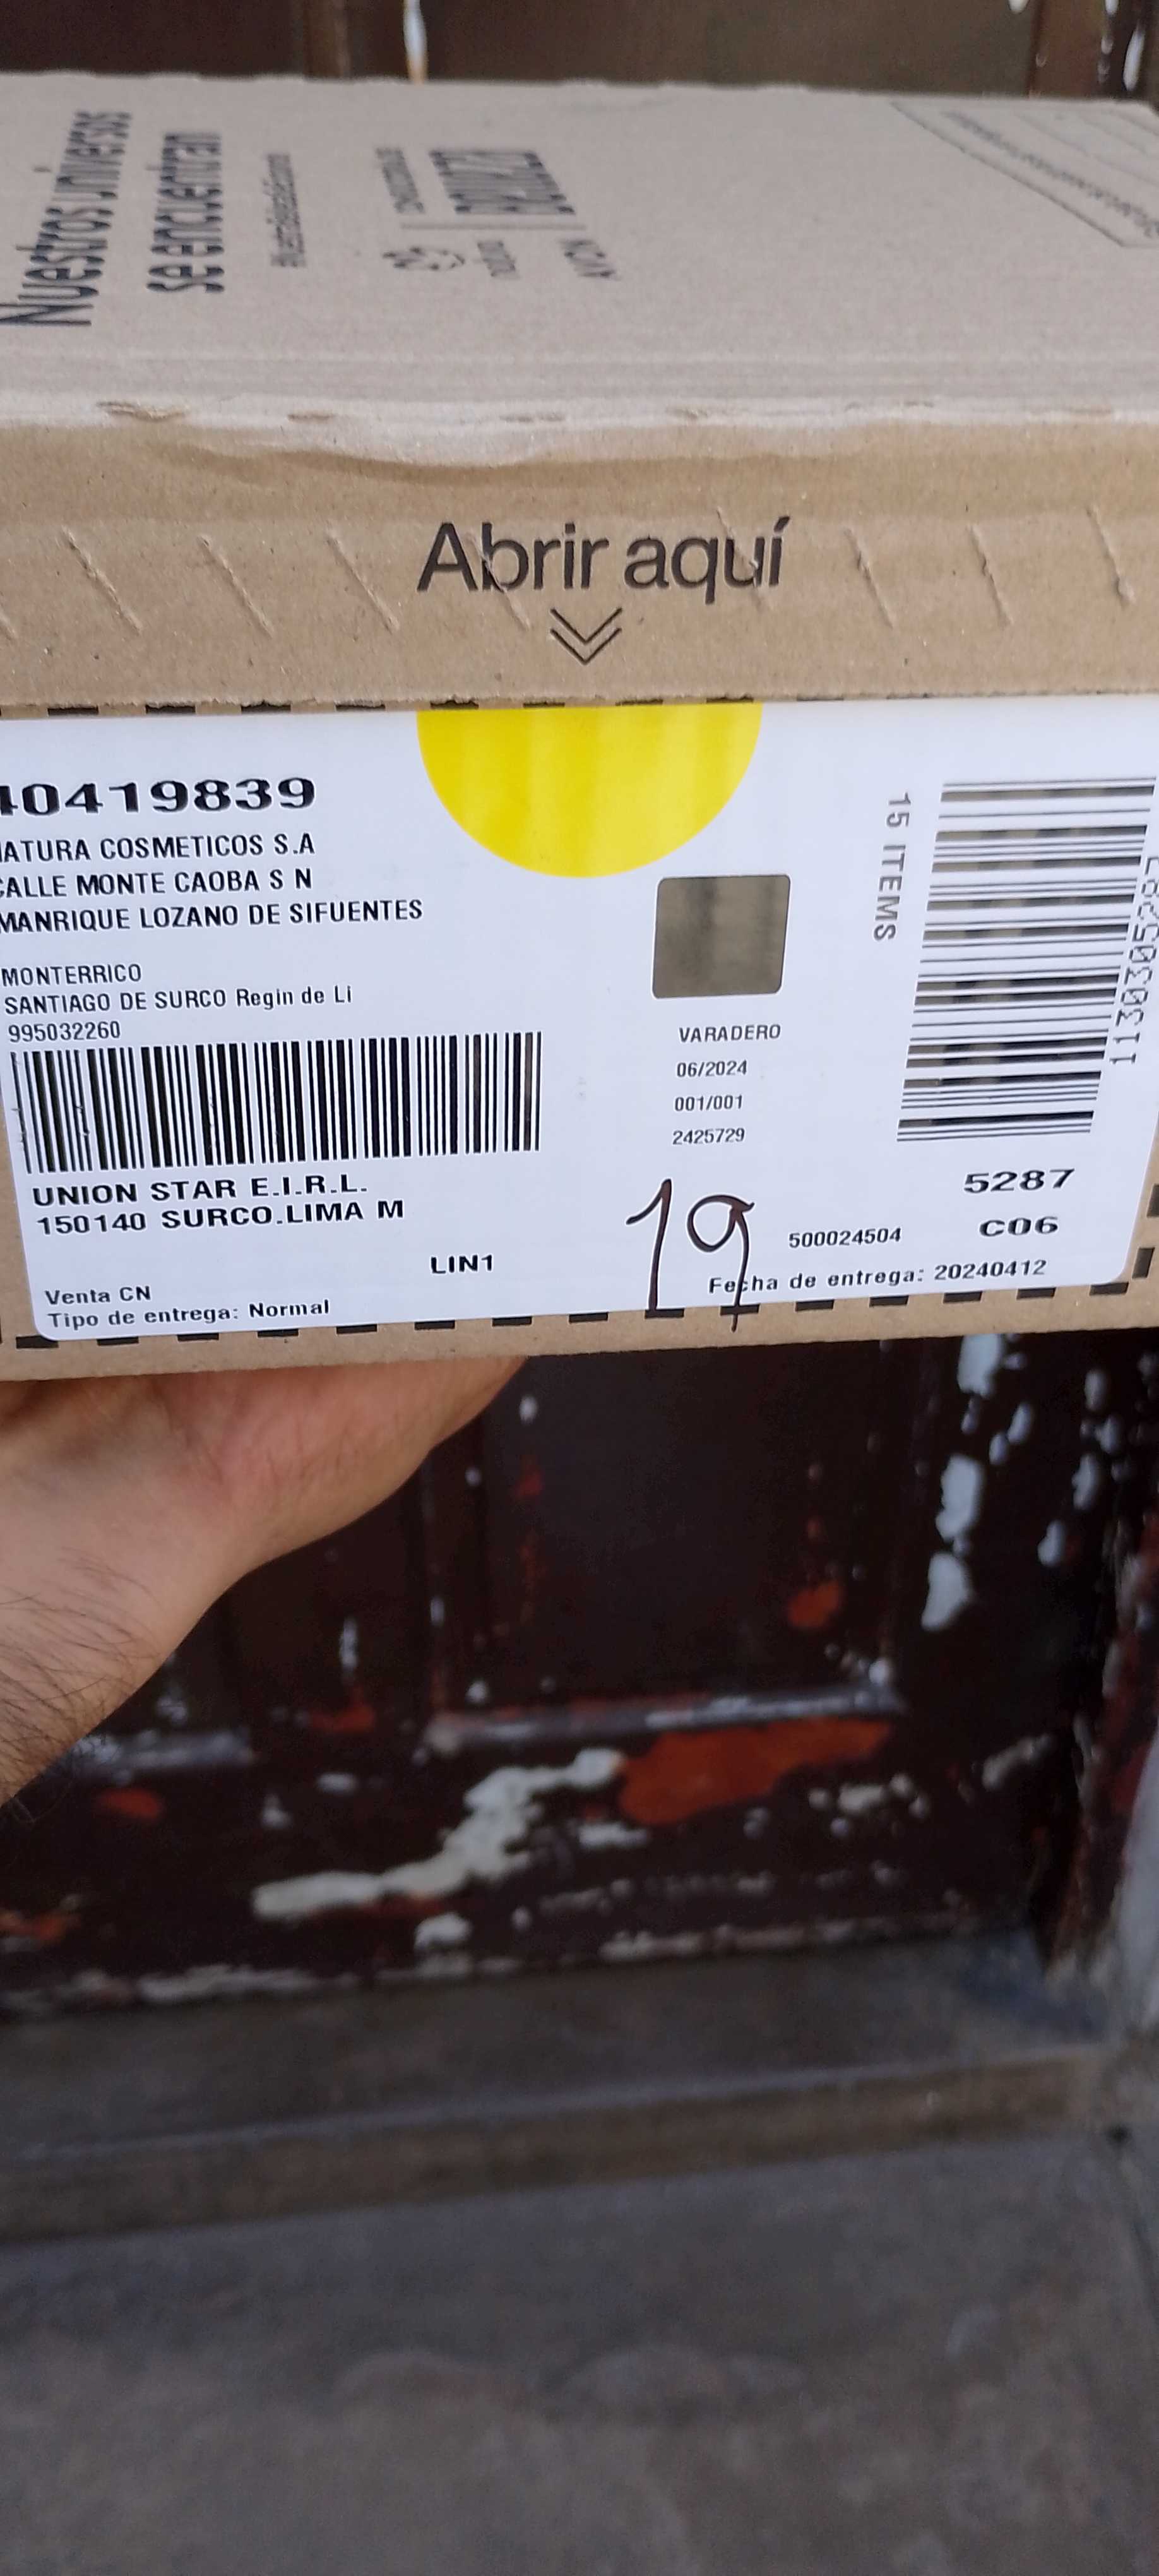 Nuestros universos
se encuentran
natura
AVON
Abrir aquí
40419839
NATURA COSMETICOS S.A
CALLE MONTE CAOBA S N
MANRIQUE LOZANO DE SIFUENTES
MONTERRICO
SANTIAGO DE SURCO Regin de Li
995032260
UNION STAR E.I.R.L.
150140 SURCO.LIMA M
LIN1
Venta CN
Tipo de entrega: Normal
VARADERO
06/2024
001/001
2425729
19
15 ITEMS
5287
500024504
C06
Fecha de entrega: 20240412